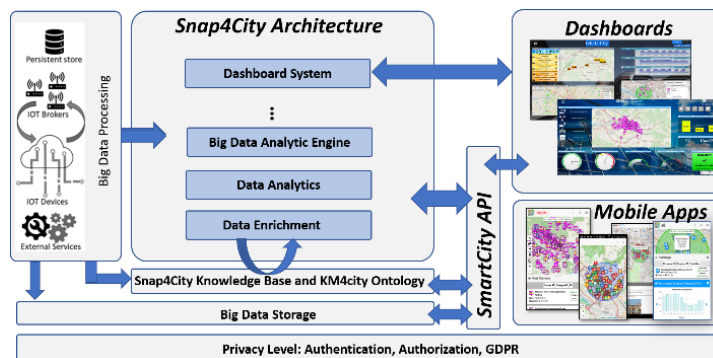 Snap4City Architecture
Dashboards
Persistent store
IOT Brokers
IOT Devices
External Services
Big Data Processing
Dashboard System
...
Big Data Analytic Engine
Data Analytics
Data Enrichment
Snap4City Knowledge Base and KM4city Ontology
Big Data Storage
SmartCity API
Mobility
Mobile Apps
Privacy Level: Authentication, Authorization, GDPR